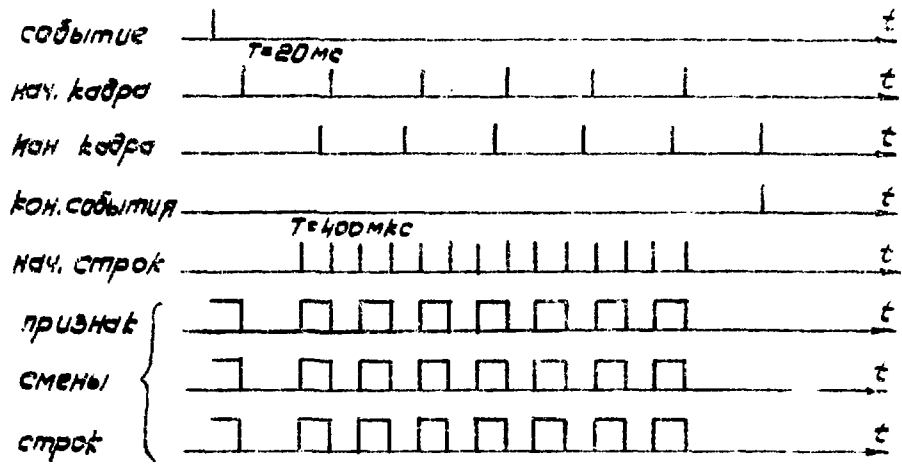 событие
t
T=20мс
нач. кадра
t
кон кадра
t
кон. события
t
T=400мкс
нач. строк
t
признак
t
смены
t
строк
t